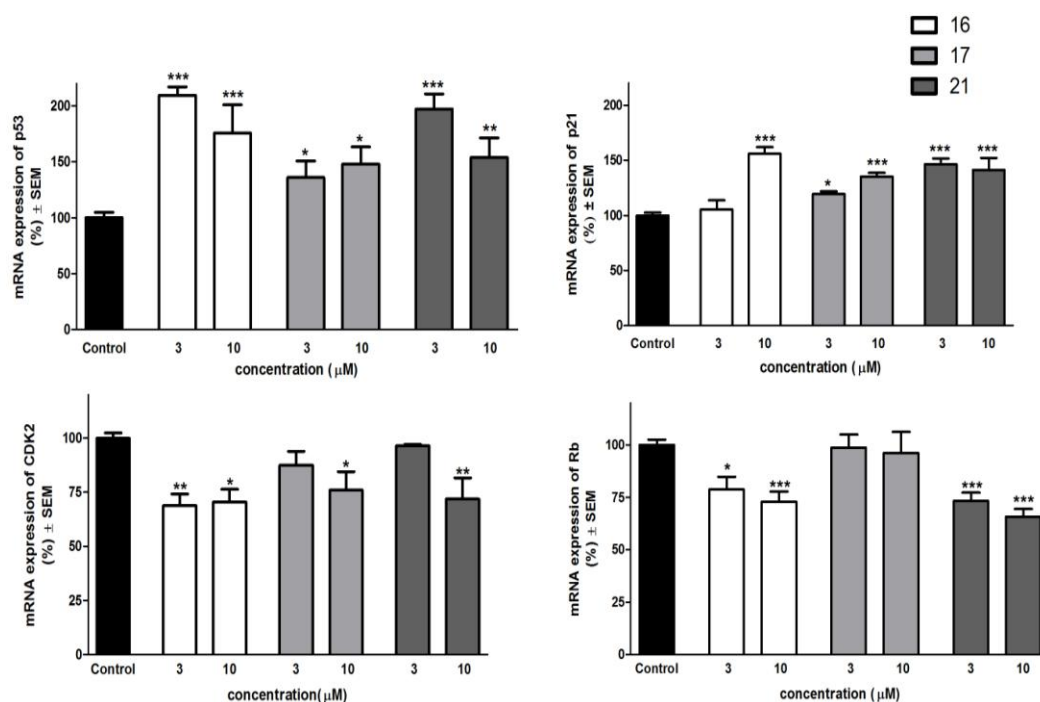 16
17
21
mRNA expression of p53
(%) ± SEM
200
150
100
50
0
***
***
*
*
***
**
Control 3 10 3 10 3 10
concentration ( μM)
mRNA expression of p21
(%) ± SEM
200
150
100
50
0
***
*
***
***
***
Control 3 10 3 10 3 10
concentration ( μM)
mRNA expression of CDK2
(%) ± SEM
100
75
50
25
0
**
*
*
**
Control 3 10 3 10 3 10
concentration(μM)
mRNA expression of Rb
(%) ± SEM
100
75
50
25
0
*
***
***
***
Control 3 10 3 10 3 10
concentration (μM)